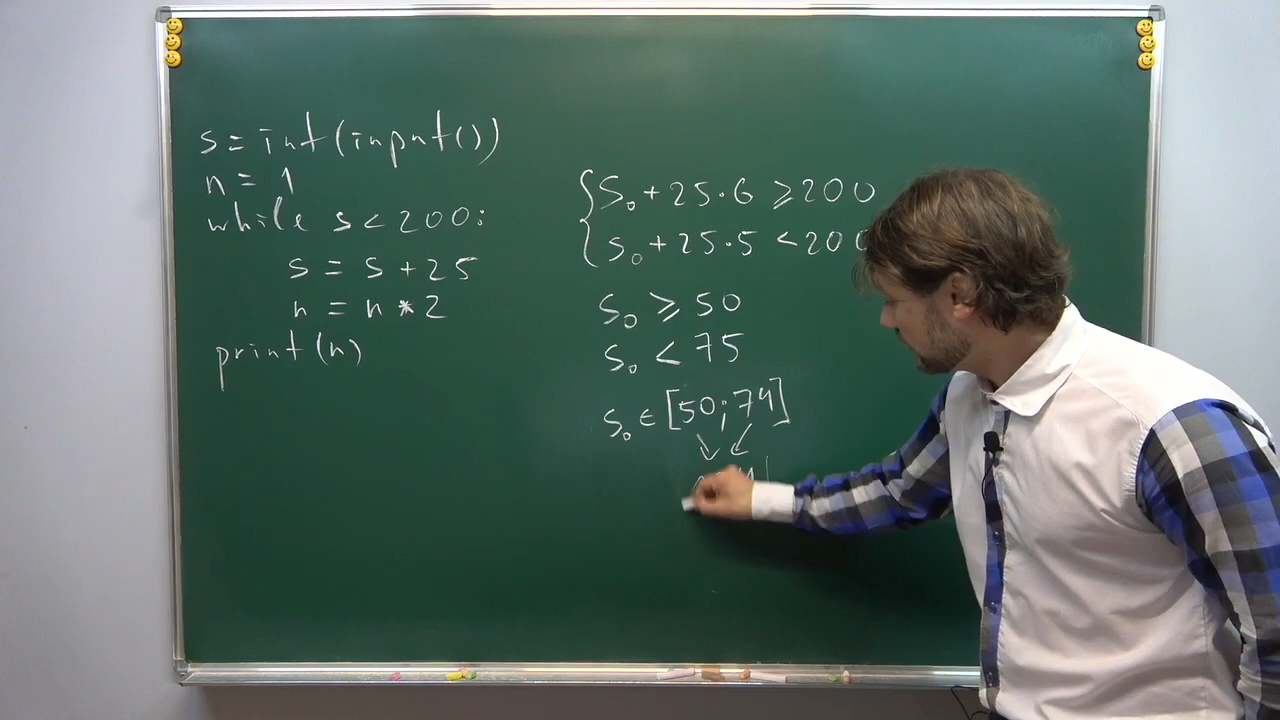 s = int(input())
n = 1
while s < 200:
s = s + 25
n = n * 2
print(n)
S₀ + 25·6 ⩾ 200
S₀ + 25·5 < 200
S₀ ⩾ 50
S₀ < 75
S₀ ∈ [50; 74]